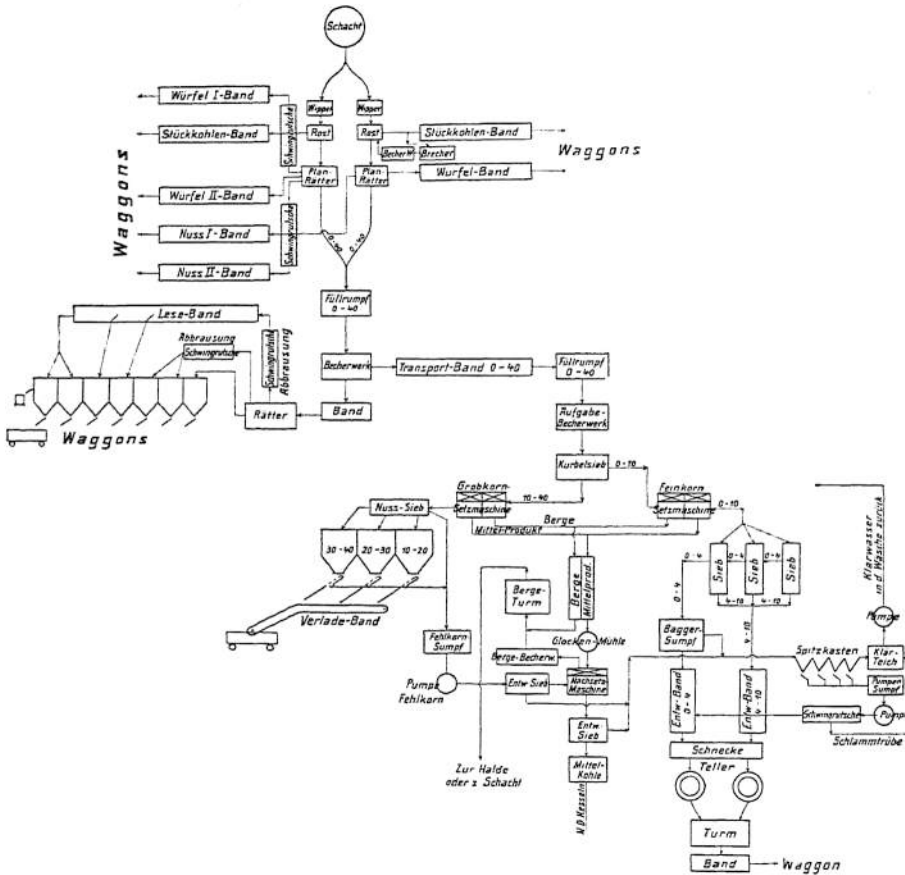 Schacht
Wipper
Wipper
Würfel I-Band
Schwingrutsche
Stückkohlen-Band
Rost
Rost
Stückkohlen-Band
Becherw.
Brecher
Waggons
Waggons
Plan-
Rätter
Plan-
Rätter
Würfel-Band
Würfel II-Band
Schwingrutsche
Nuss I-Band
0-40
0-40
Nuss II-Band
Füllrumpf
0-40
Lese-Band
Abbrausung
Schwingrutsche
Schwingrutsche
Abbrausung
Becherwerk
Transport-Band 0-40
Füllrumpf
0-40
Rätter
Band
Waggons
Aufgabe-
Becherwerk
Kurbelsieb
0-10
Grobkorn-
Setzmaschine
10-40
Feinkorn-
Setzmaschine
0-10
Nuss-Sieb
Berge
Mittel-Produkt
30-40
20-30
10-20
Verlade-Band
Sieb
0-4
Sieb
0-4
Sieb
0-4
4-10
4-10
4-10
Klarwasser
in d. Wäsche zurück
Pumpe
Berge
Mittelprod.
Berge-
Turm
Glocken-Mühle
Fehlkorn
Sumpf
Berge-Becherw.
Bagger-
Sumpf
Spitzkasten
Klar-
Teich
Pumpen
Sumpf
Pumpe
Fehlkorn
Entw-Sieb
Nachsetz-
Maschine
Entw-Band
0-4
Entw-Band
4-10
Schwingrutsche
Pumpe
Schlammtrübe
Entw.
Sieb
Schnecke
Zur Halde
oder z. Schacht
Mittel-
Kohle
Teller
N.D. Kesseln
Turm
Band
Waggon